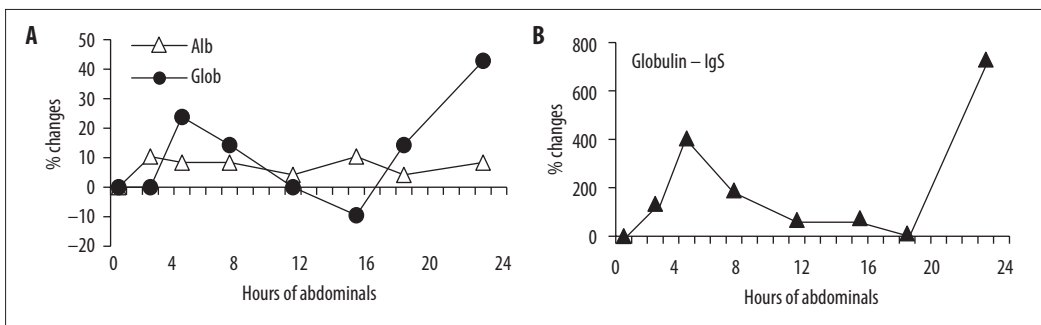 A
50
40
30
20
10
0
–10
–20
% changes
Alb
Glob
0 4 8 12 16 20 24
Hours of abdominals
B
800
600
400
200
0
% changes
Globulin – IgS
0 4 8 12 16 20 24
Hours of abdominals